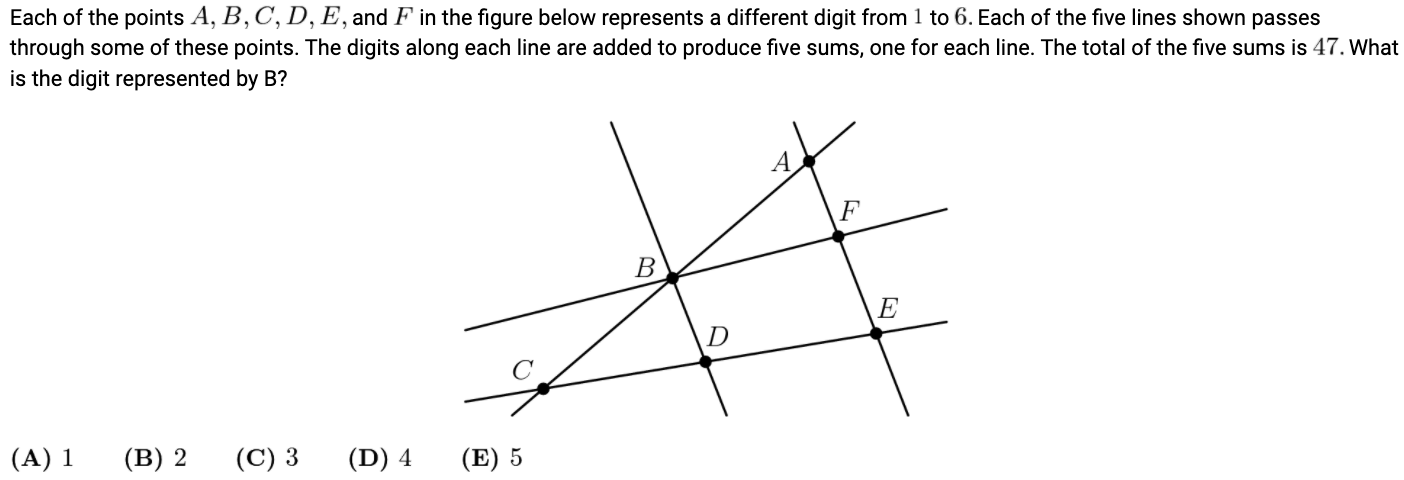 Each of the points A, B, C, D, E, and F in the figure below represents a different digit from 1 to 6. Each of the five lines shown passes
through some of these points. The digits along each line are added to produce five sums, one for each line. The total of the five sums is 47. What
is the digit represented by B?
A
F
B
E
D
C
(A) 1 (B) 2 (C) 3 (D) 4 (E) 5